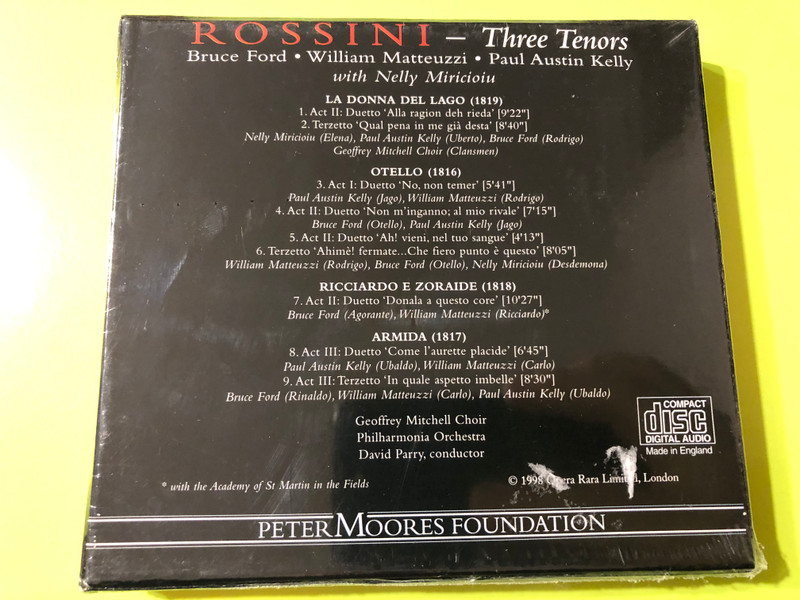 ROSSINI – Three Tenors
Bruce Ford • William Matteuzzi • Paul Austin Kelly
with Nelly Miricioiu
LA DONNA DEL LAGO (1819)
1. Act II: Duetto ‘Alla ragion deh rieda’ [9'22"]
2. Terzetto ‘Qual pena in me già desta’ [8'40"]
Nelly Miricioiu (Elena), Paul Austin Kelly (Uberto), Bruce Ford (Rodrigo)
Geoffrey Mitchell Choir (Clansmen)
OTELLO (1816)
3. Act I: Duetto ‘No, non temer’ [5'41"]
Paul Austin Kelly (Jago), William Matteuzzi (Rodrigo)
4. Act II: Duetto ‘Non m'inganno; al mio rivale’ [7'15"]
Bruce Ford (Otello), Paul Austin Kelly (Jago)
5. Act II: Duetto ‘Ah! vieni, nel tuo sangue’ [4'13"]
6. Terzetto ‘Ahimè! fermate...Che fiero punto è questo’ [8'05"]
William Matteuzzi (Rodrigo), Bruce Ford (Otello), Nelly Miricioiu (Desdemona)
RICCIARDO E ZORAIDE (1818)
7. Act II: Duetto ‘Donala a questo core’ [10'27"]
Bruce Ford (Agorante), William Matteuzzi (Ricciardo)*
ARMIDA (1817)
8. Act III: Duetto ‘Come l'aurette placide’ [6'45"]
Paul Austin Kelly (Ubaldo), William Matteuzzi (Carlo)
9. Act III: Terzetto ‘In quale aspetto imbelle’ [8'30"]
Bruce Ford (Rinaldo), William Matteuzzi (Carlo), Paul Austin Kelly (Ubaldo)
Geoffrey Mitchell Choir
Philharmonia Orchestra
David Parry, conductor
COMPACT
disc
DIGITAL AUDIO
Made in England
* with the Academy of St Martin in the Fields
© 1998 Opera Rara Limited, London
PETER MOORES FOUNDATION